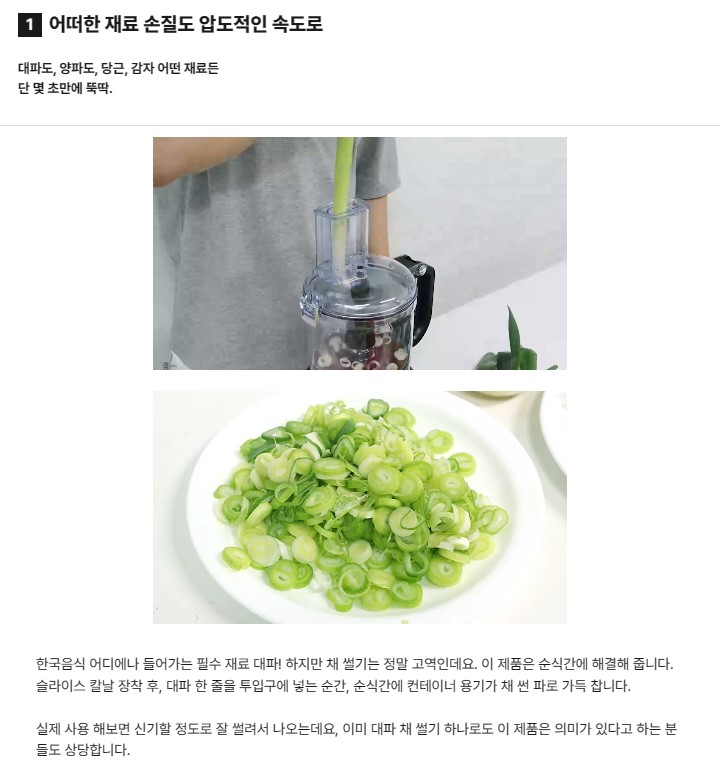 1 어떠한 재료 손질도 압도적인 속도로
대파도, 양파도, 당근, 감자 어떤 재료든
단 몇 초만에 뚝딱.
한국음식 어디에나 들어가는 필수 재료 대파! 하지만 채 썰기는 정말 고역인데요. 이 제품은 순식간에 해결해 줍니다.
슬라이스 칼날 장착 후, 대파 한 줄을 투입구에 넣는 순간, 순식간에 컨테이너 용기가 채 썬 파로 가득 찹니다.
실제 사용 해보면 신기할 정도로 잘 썰려서 나오는데요, 이미 대파 채 썰기 하나로도 이 제품은 의미가 있다고 하는 분
들도 상당합니다.